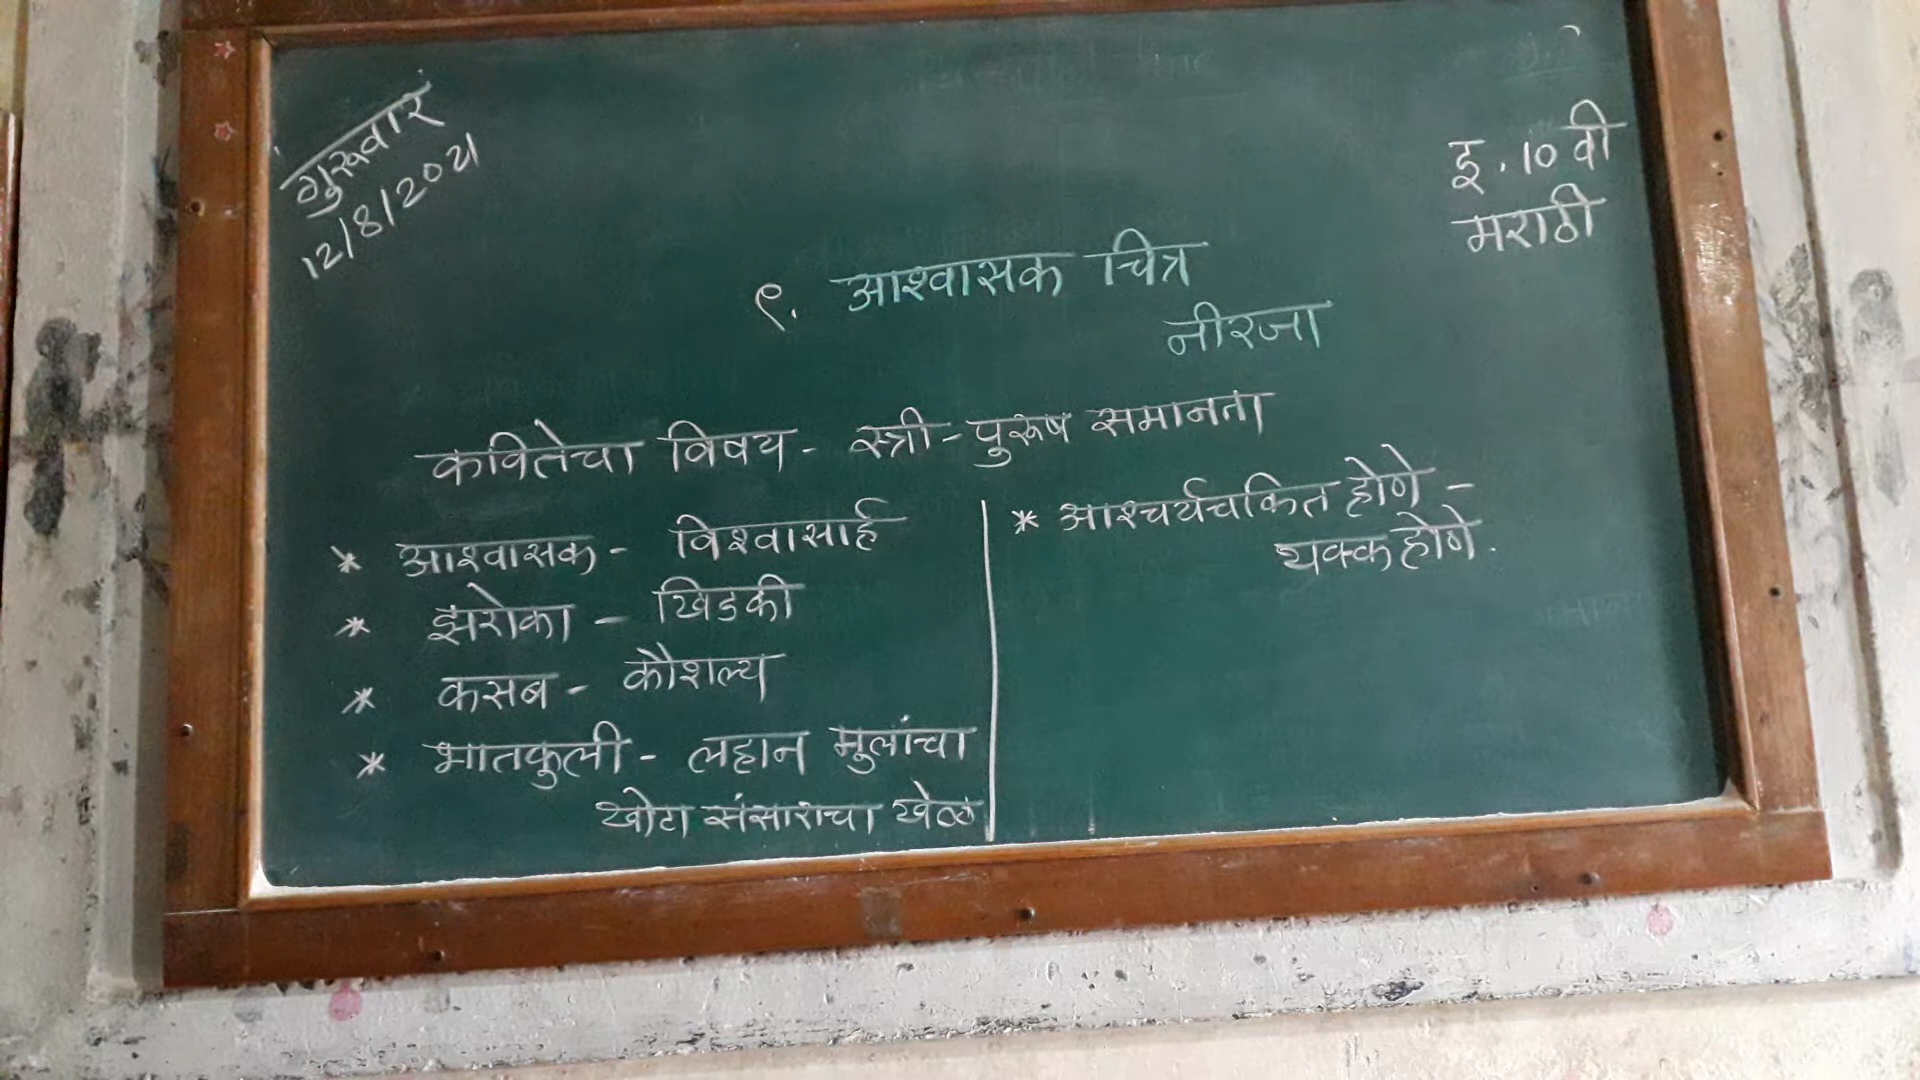 गुरूवार
12/8/2021
इ. 10 वी
मराठी
९. आश्वासक चित्र
नीरजा
कवितेचा विषय - स्त्री-पुरूष समानता
* आश्वासक - विश्वासार्ह
* झरोका - खिडकी
* कसब - कौशल्य
* भातकुली - लहान मुलांचा
खोटा संसाराचा खेळ
* आश्चर्यचकित होणे -
थक्क होणे.